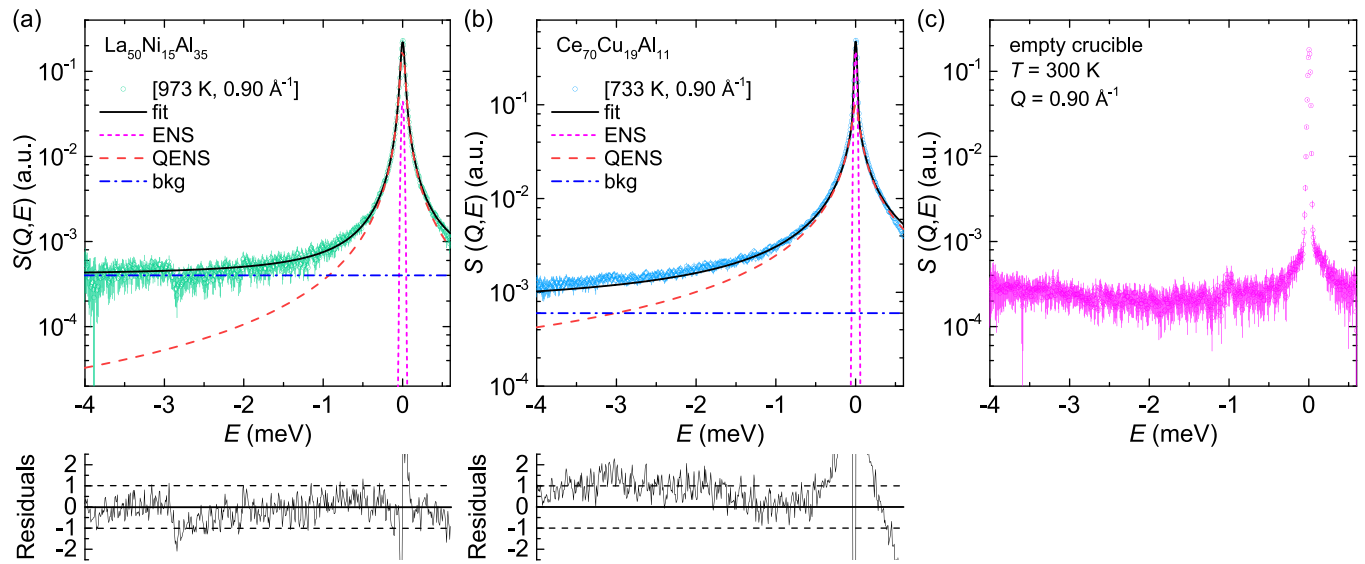 (a)
La₅₀Ni₁₅Al₃₅
[973 K, 0.90 Å⁻¹]
fit
ENS
QENS
bkg
S(Q,E) (a.u.)
10⁻¹
10⁻²
10⁻³
10⁻⁴
-4 -3 -2 -1 0
E (meV)
Residuals
2
1
0
-1
-2
(b)
Ce₇₀Cu₁₉Al₁₁
[733 K, 0.90 Å⁻¹]
fit
ENS
QENS
bkg
S (Q,E) (a.u.)
10⁻¹
10⁻²
10⁻³
10⁻⁴
-4 -3 -2 -1 0
E (meV)
Residuals
2
1
0
-1
-2
(c)
empty crucible
T = 300 K
Q = 0.90 Å⁻¹
S (Q,E) (a.u.)
10⁻¹
10⁻²
10⁻³
10⁻⁴
-4 -3 -2 -1 0
E (meV)